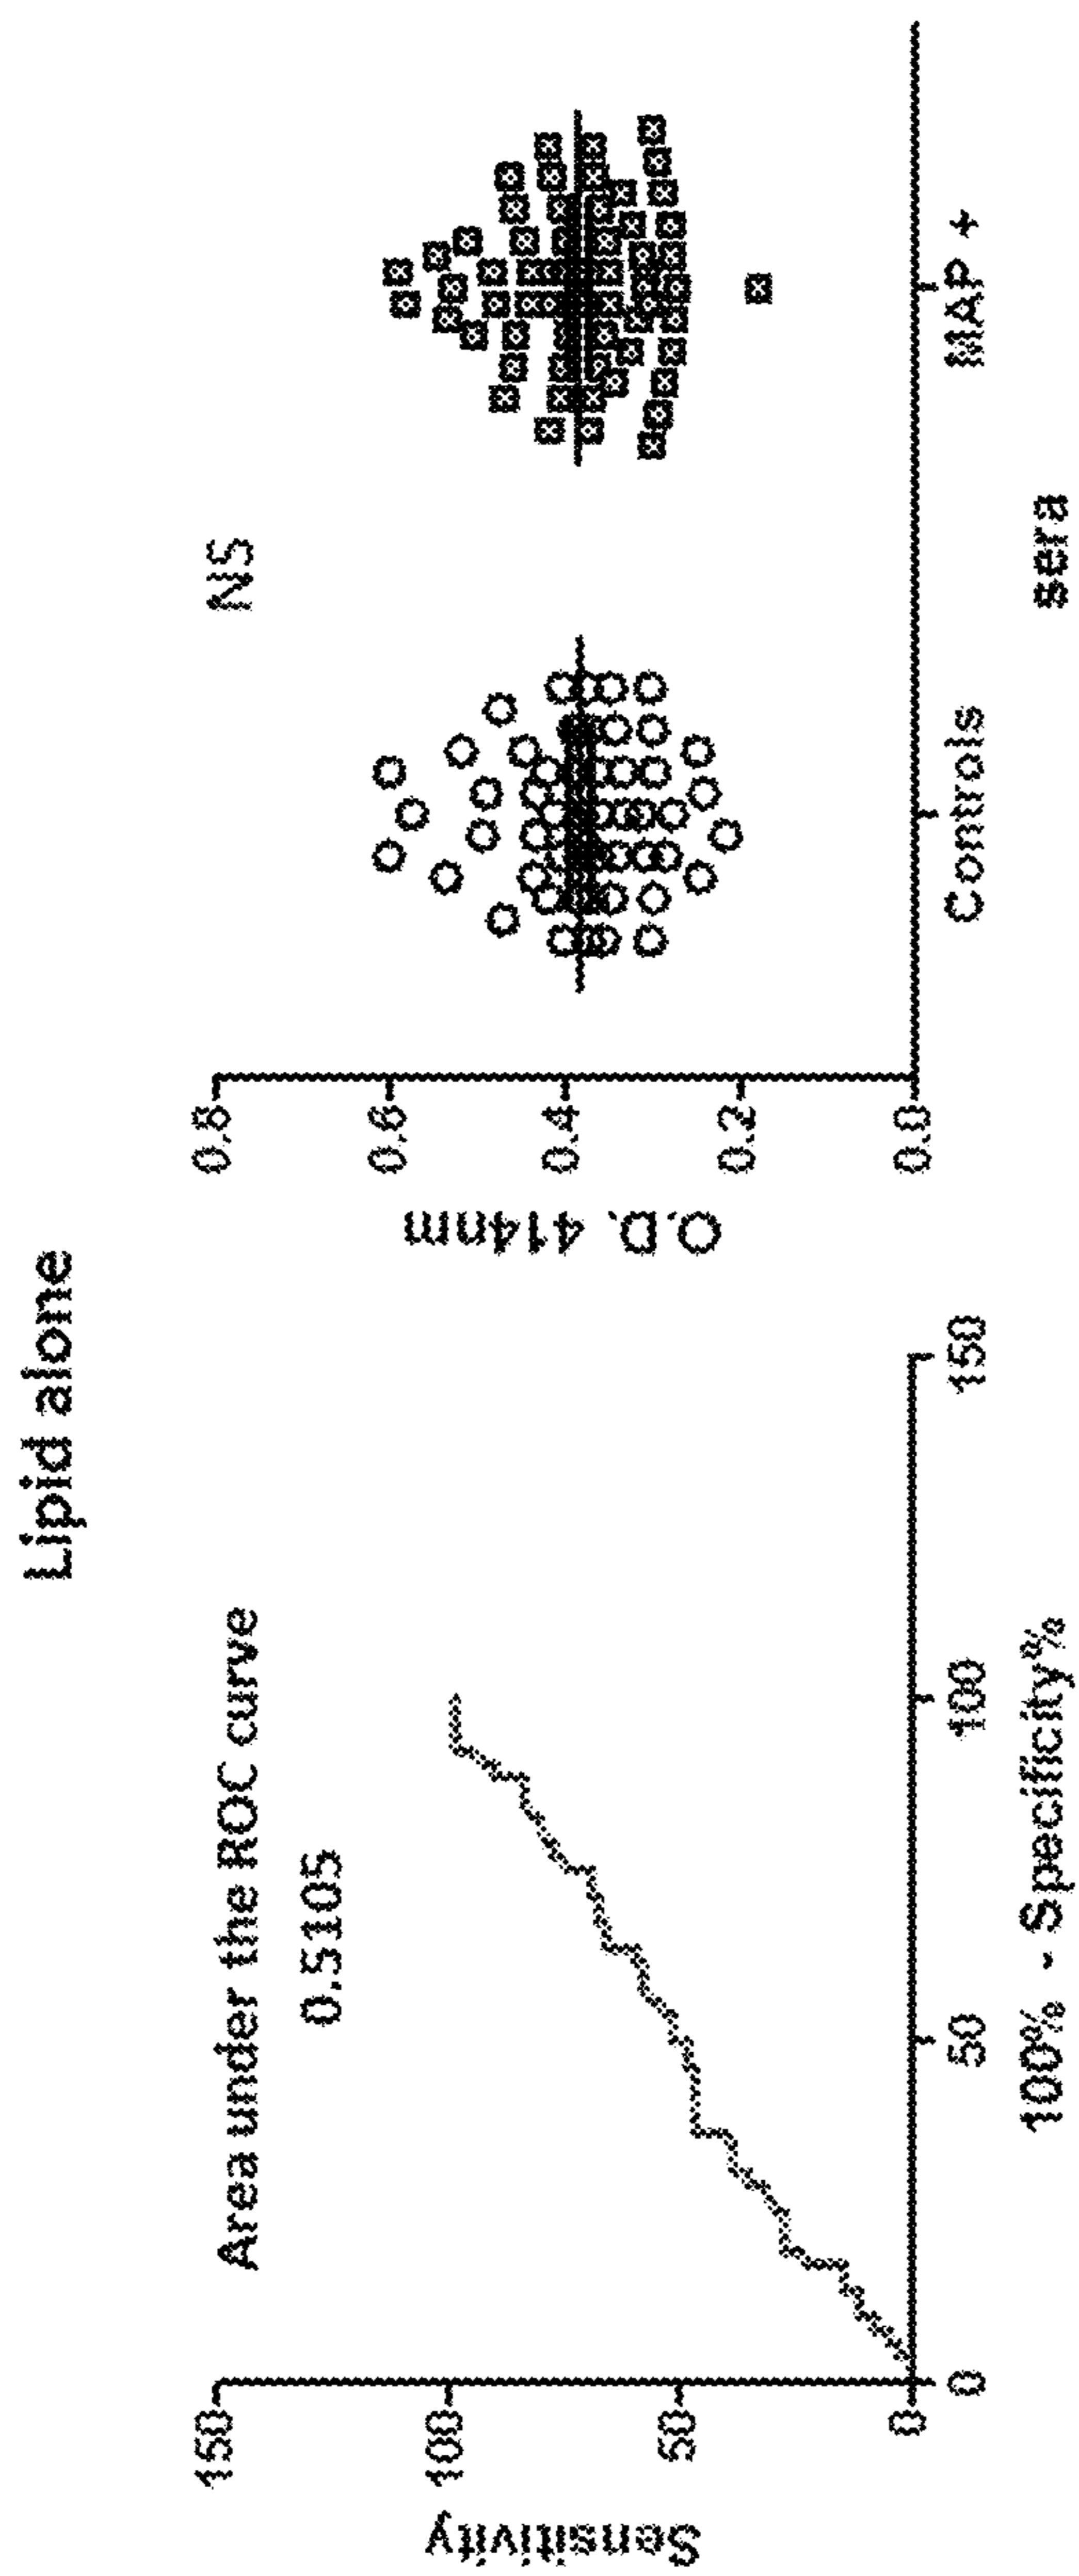 Lipid alone
Area under the ROC curve
0.5105
Sensitivity
150
100
50
0
0
50
100
150
100% - Specificity%
NS
O.D. 414nm
0.8
0.6
0.4
0.2
0.0
Controls
MAP +
sera